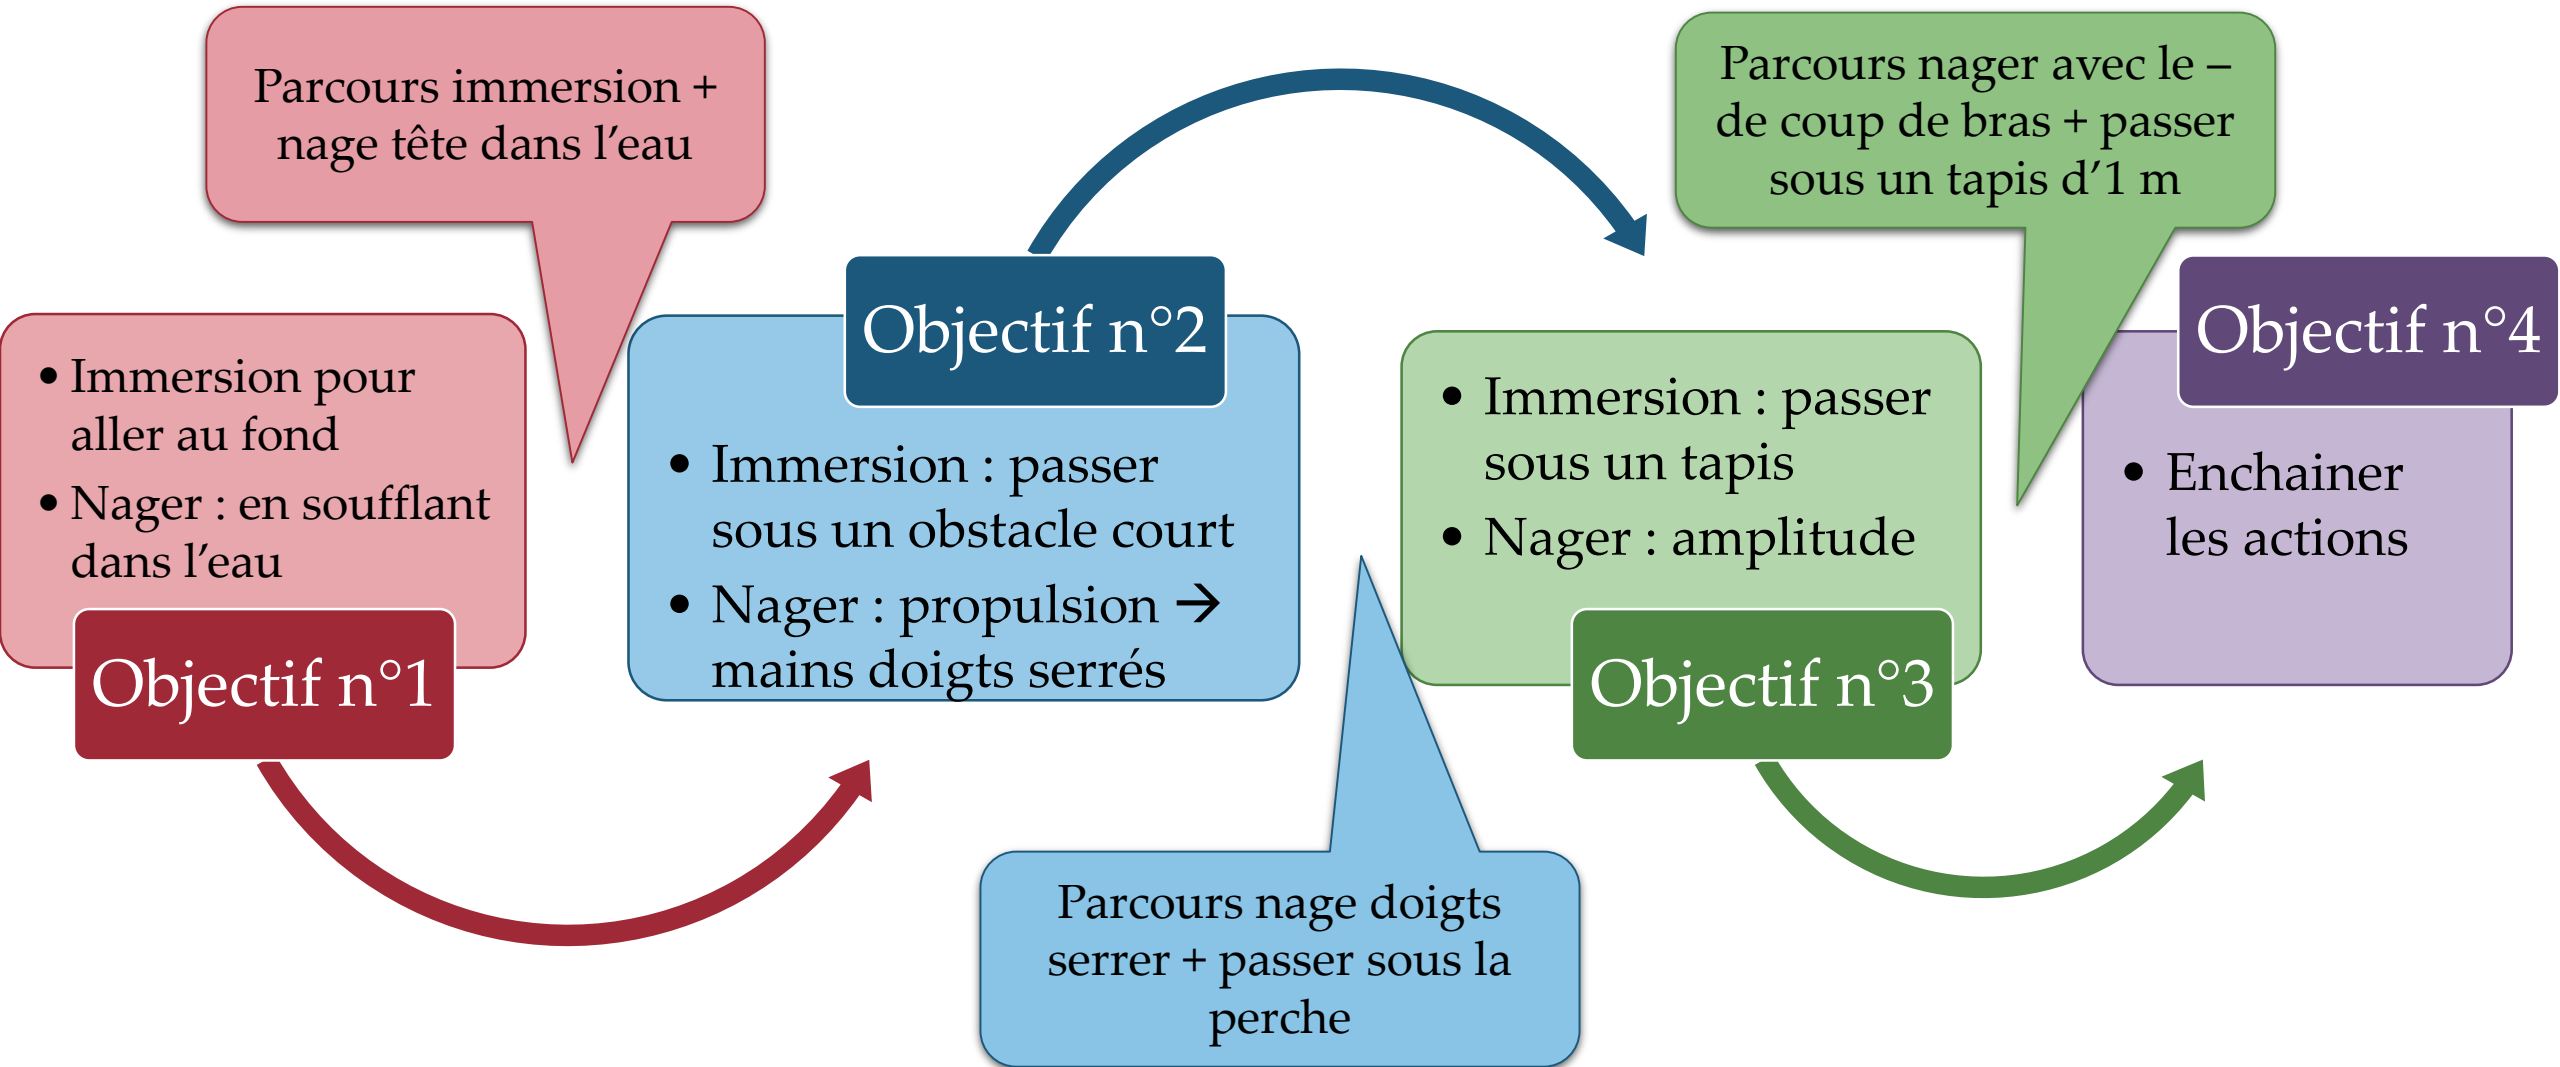 Parcours immersion +
nage tête dans l’eau
• Immersion pour
aller au fond
• Nager : en soufflant
dans l’eau
Objectif n°1
Objectif n°2
• Immersion : passer
sous un obstacle court
• Nager : propulsion →
mains doigts serrés
Parcours nage doigts
serrer + passer sous la
perche
• Immersion : passer
sous un tapis
• Nager : amplitude
Objectif n°3
Parcours nager avec le –
de coup de bras + passer
sous un tapis d’1 m
Objectif n°4
• Enchainer
les actions